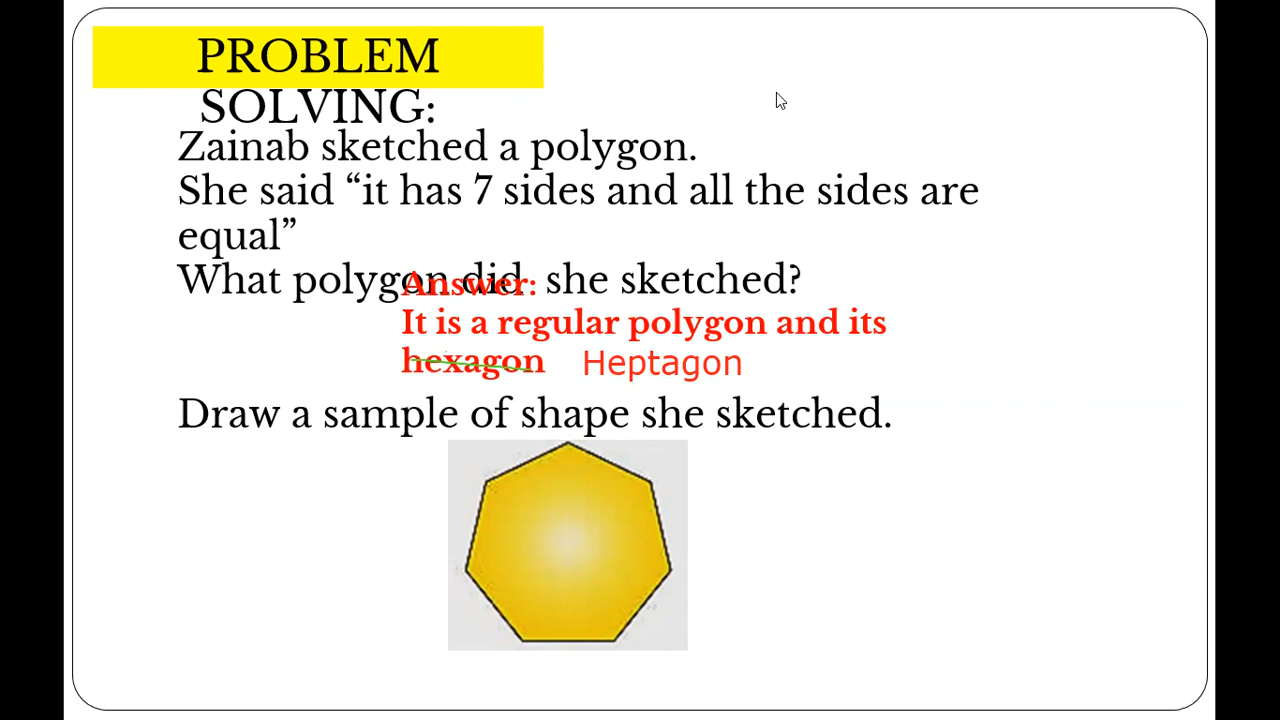 PROBLEM
SOLVING:
Zainab sketched a polygon.
She said “it has 7 sides and all the sides are
equal”
What polygon did she sketched?
Answer:
It is a regular polygon and its
hexagon Heptagon
Draw a sample of shape she sketched.